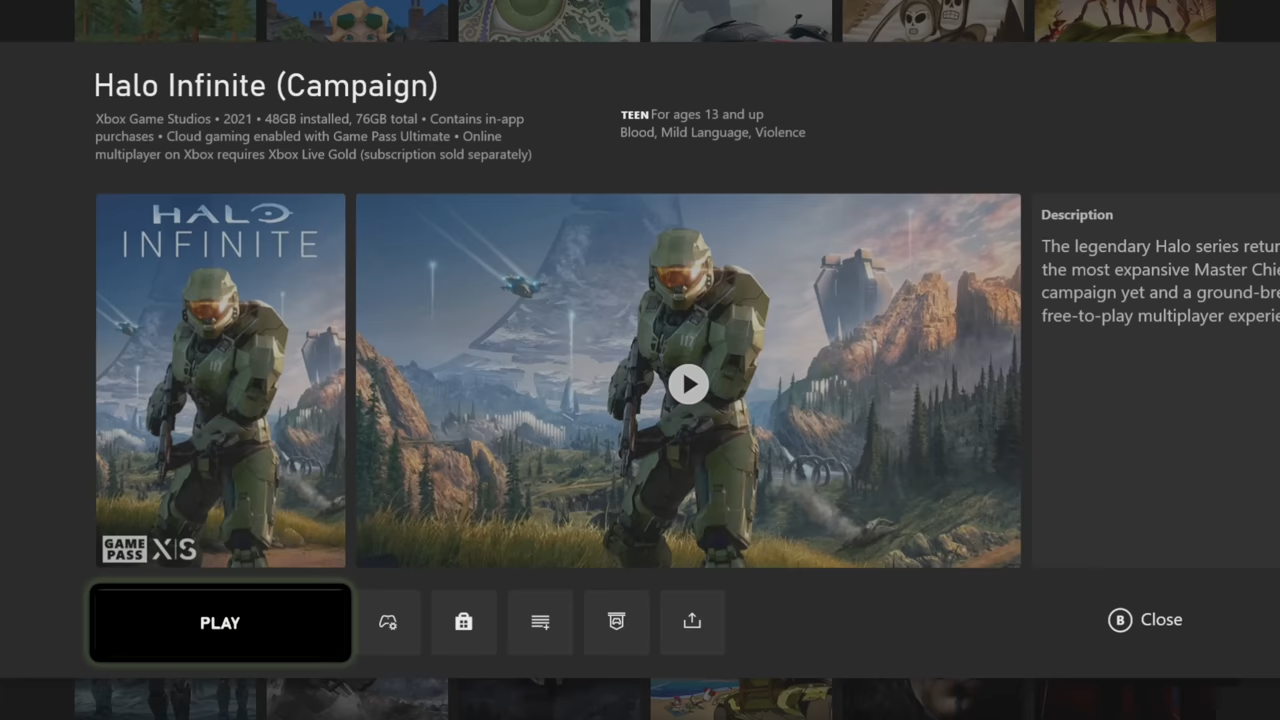 Halo Infinite (Campaign)
Xbox Game Studios • 2021 • 48GB installed, 76GB total • Contains in-app
purchases • Cloud gaming enabled with Game Pass Ultimate • Online
multiplayer on Xbox requires Xbox Live Gold (subscription sold separately)
TEEN For ages 13 and up
Blood, Mild Language, Violence
HALO
INFINITE
GAME
PASS
X|S
Description
The legendary Halo series retur
the most expansive Master Chi
campaign yet and a ground-br
free-to-play multiplayer experi
PLAY
B Close